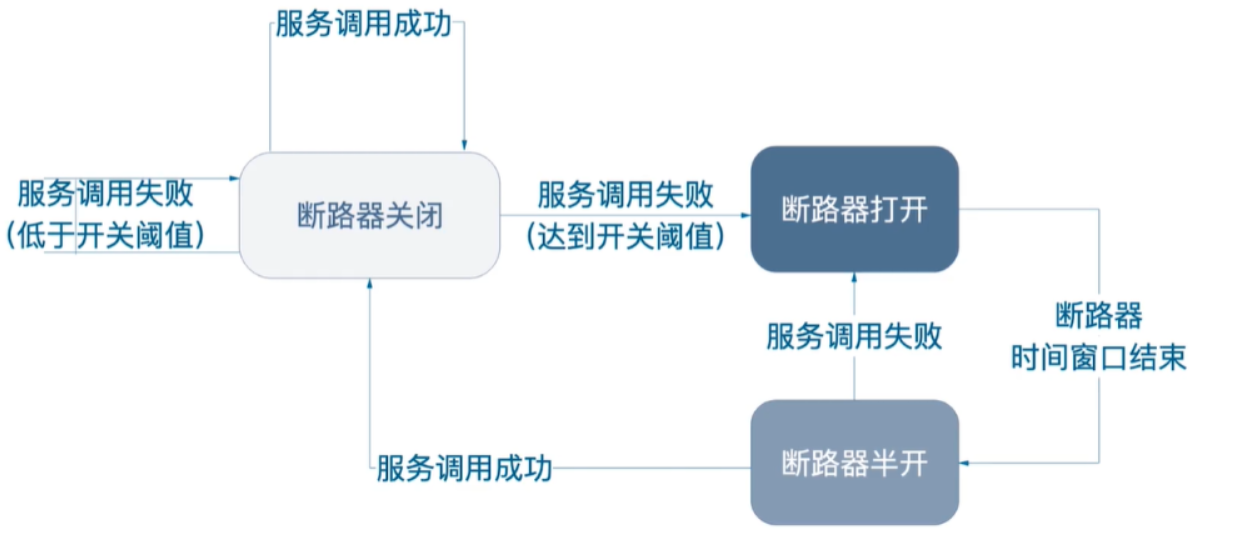 服务调用成功
服务调用失败
(低于开关阈值)
断路器关闭
服务调用失败
(达到开关阈值)
断路器打开
断路器
时间窗口结束
服务调用失败
断路器半开
服务调用成功